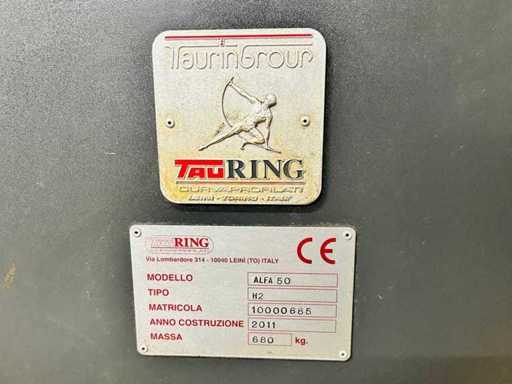 TaurinGroup
TAURING
CURVAPROFILATI
LEINI - TORINO - ITALY
TAURING
Via Lombardore 314 - 10040 LEINI (TO) ITALY
CE
MODELLO ALFA 50
TIPO H2
MATRICOLA 10000685
ANNO COSTRUZIONE 2011
MASSA 680 kg.